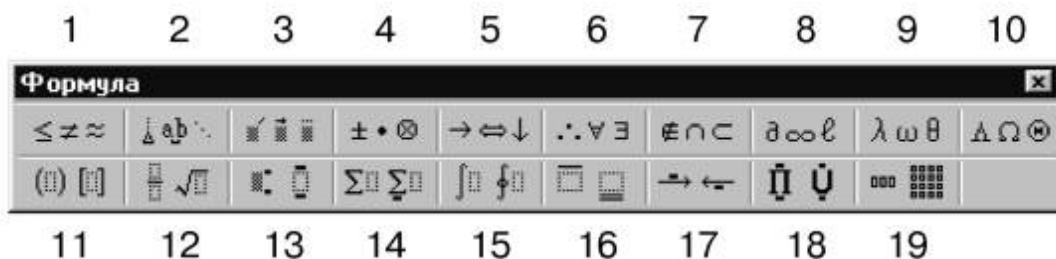 1 2 3 4 5 6 7 8 9 10
Формула
≤ ≠ ≈ a͟b ⋱ ± • ⊗ → ⇔ ↓ ∴ ∀ ∃ ∉ ∩ ⊂ ∂ ∞ ℓ λ ω θ Λ Ω Θ
(▯) [▯] √▯ Σ▯ Σ▯ ∫▯ ∮▯ → ← Π U
11 12 13 14 15 16 17 18 19